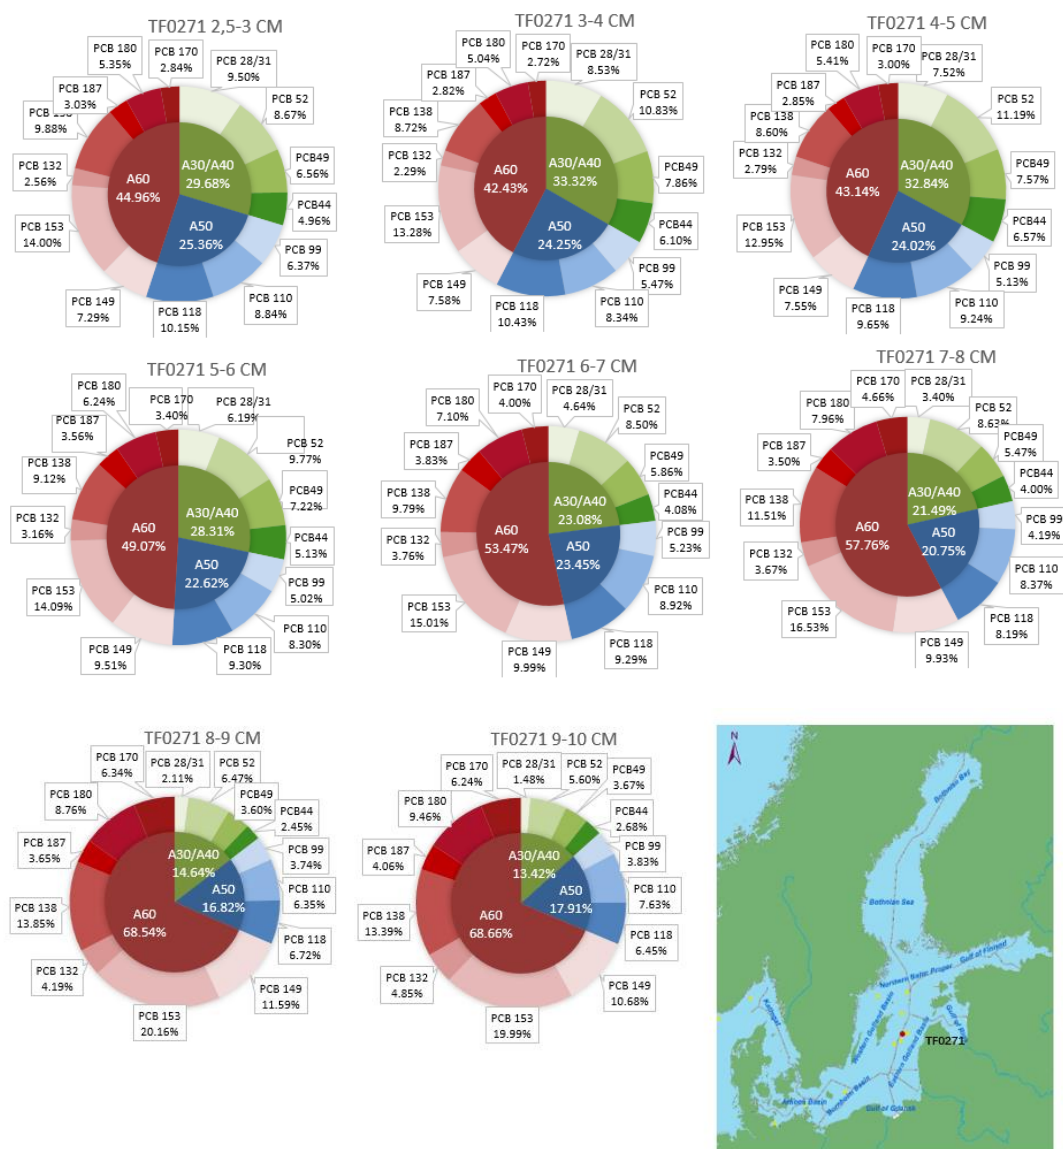 TF0271 2,5-3 CM
PCB 180
5.35%
PCB 170
2.84%
PCB 28/31
9.50%
PCB 187
3.03%
PCB 52
8.67%
9.88%
PCB 132
2.56%
A60
44.96%
A30/A40
29.68%
PCB49
6.56%
PCB44
4.96%
A50
25.36%
PCB 153
14.00%
PCB 99
6.37%
PCB 149
7.29%
PCB 118
10.15%
PCB 110
8.84%
TF0271 3-4 CM
PCB 180
5.04%
PCB 170
2.72%
PCB 28/31
8.53%
PCB 187
2.82%
PCB 52
10.83%
PCB 138
8.72%
PCB 132
2.29%
A60
42.43%
A30/A40
33.32%
PCB49
7.86%
PCB44
6.10%
A50
24.25%
PCB 153
13.28%
PCB 99
5.47%
PCB 149
7.58%
PCB 118
10.43%
PCB 110
8.34%
TF0271 4-5 CM
PCB 180
5.41%
PCB 170
3.00%
PCB 28/31
7.52%
PCB 187
2.85%
PCB 52
11.19%
PCB 138
8.60%
PCB 132
2.79%
A60
43.14%
A30/A40
32.84%
PCB49
7.57%
PCB44
6.57%
A50
24.02%
PCB 153
12.95%
PCB 99
5.13%
PCB 149
7.55%
PCB 118
9.65%
PCB 110
9.24%
TF0271 5-6 CM
PCB 180
6.24%
PCB 170
3.40%
PCB 28/31
6.19%
PCB 187
3.56%
PCB 52
9.77%
PCB 138
9.12%
PCB49
7.22%
PCB 132
3.16%
A60
49.07%
A30/A40
28.31%
PCB44
5.13%
A50
22.62%
PCB 153
14.09%
PCB 99
5.02%
PCB 149
9.51%
PCB 118
9.30%
PCB 110
8.30%
TF0271 6-7 CM
PCB 170
4.00%
PCB 28/31
4.64%
PCB 180
7.10%
PCB 52
8.50%
PCB 187
3.83%
PCB49
5.86%
PCB 138
9.79%
PCB44
4.08%
A30/A40
23.08%
PCB 132
3.76%
A60
53.47%
A50
23.45%
PCB 99
5.23%
PCB 153
15.01%
PCB 110
8.92%
PCB 149
9.99%
PCB 118
9.29%
TF0271 7-8 CM
PCB 170
4.66%
PCB 28/31
3.40%
PCB 180
7.96%
PCB 52
8.63%
PCB 187
3.50%
PCB49
5.47%
PCB44
4.00%
PCB 138
11.51%
A30/A40
21.49%
PCB 99
4.19%
PCB 132
3.67%
A60
57.76%
A50
20.75%
PCB 110
8.37%
PCB 153
16.53%
PCB 118
8.19%
PCB 149
9.93%
TF0271 8-9 CM
PCB 170
6.34%
PCB 28/31
2.11%
PCB 52
6.47%
PCB 180
8.76%
PCB49
3.60%
PCB44
2.45%
PCB 187
3.65%
A30/A40
14.64%
PCB 99
3.74%
A50
16.82%
PCB 110
6.35%
PCB 138
13.85%
A60
68.54%
PCB 118
6.72%
PCB 132
4.19%
PCB 149
11.59%
PCB 153
20.16%
TF0271 9-10 CM
PCB 170
6.24%
PCB 28/31
1.48%
PCB 52
5.60%
PCB49
3.67%
PCB 180
9.46%
PCB44
2.68%
PCB 187
4.06%
A30/A40
13.42%
PCB 99
3.83%
A50
17.91%
PCB 110
7.63%
PCB 138
13.39%
A60
68.66%
PCB 118
6.45%
PCB 132
4.85%
PCB 149
10.68%
PCB 153
19.99%
N
Bothnian Bay
Bothnian Sea
Gulf of Finland
Northern Baltic Proper
Western Gotland Basin
Eastern Gotland Basin
Gulf of
TF0271
Kattegat
Arkona Basin
Bornholm Basin
Gulf of Gdansk